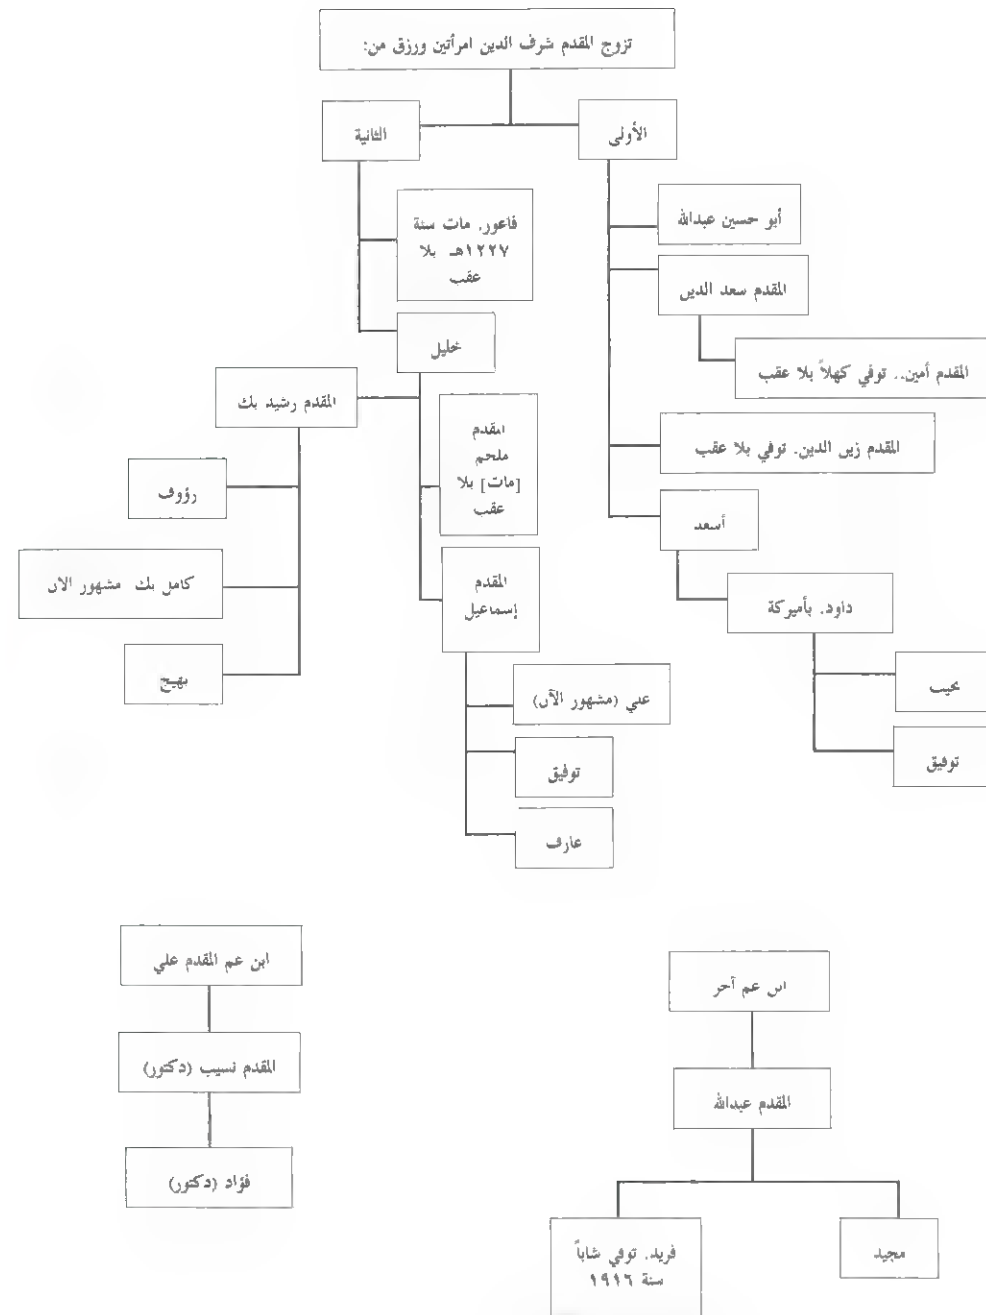 تزوج المقدم شرف الدين امرأتين ورزق من:
الأولى
الثانية
أبو حسين عبدالله
فاعور. مات سنة
١٢٢٧هـ بلا
عقب
المقدم سعد الدين
خليل
المقدم أمين.. توفي كهلاً بلا عقب
المقدم رشيد بك
المقدم
ملحم
[مات] بلا
عقب
المقدم زين الدين. توفي بلا عقب
رؤوف
أسعد
كامل بك مشهور الآن
المقدم
إسماعيل
داود. بأميركة
بهيج
علي (مشهور الآن)
نجيب
توفيق
توفيق
عارف
ابن عم المقدم علي
ابن عم آخر
المقدم نسيب (دكتور)
المقدم عبدالله
فؤاد (دكتور)
مجيد
فريد. توفي شاباً
سنة ١٩١٦